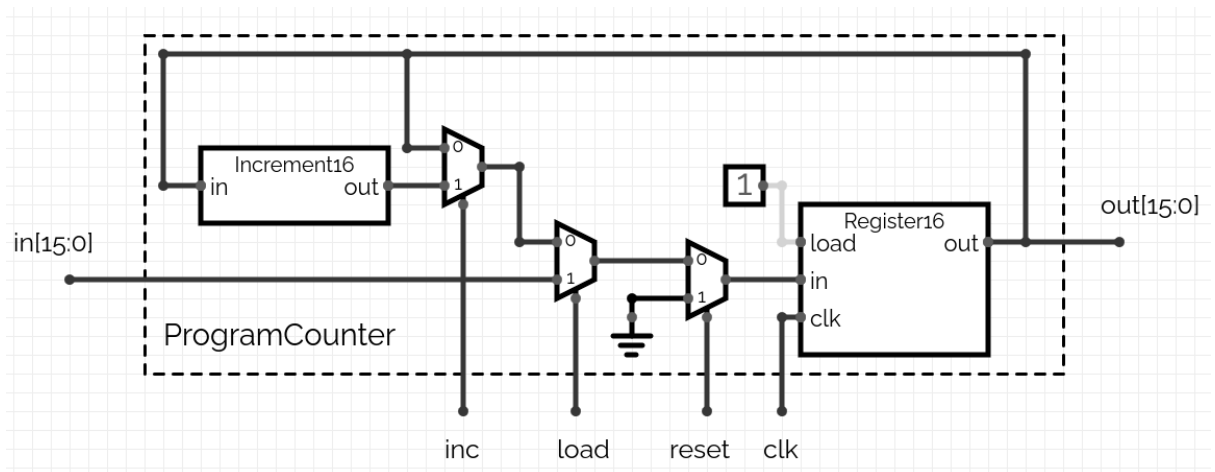 Increment16
in out
0
1
in[15:0]
0
1
ProgramCounter
0
1
1
Register16
load out
in
clk
out[15:0]
inc load reset clk